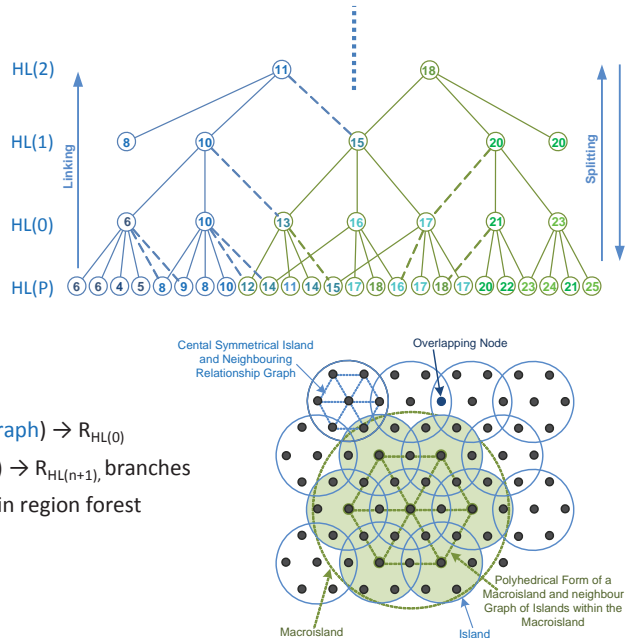 11 18
HL(2)
8 10 15 20 20
HL(1)
Linking
Splitting
6 10 13 16 17 21 23
HL(0)
6 6 4 5 8 9 8 10 12 14 11 14 15 17 18 16 17 18 17 20 22 23 24 21 25
HL(P)
Cental Symmetrical Island
and Neighbouring
Relationship Graph
Overlapping Node
raph) → R_HL(0)
) → R_HL(n+1), branches
in region forest
Polyhedrical Form of a
Macroisland and neighbour
Graph of Islands within the
Macroisland
Macroisland
Island